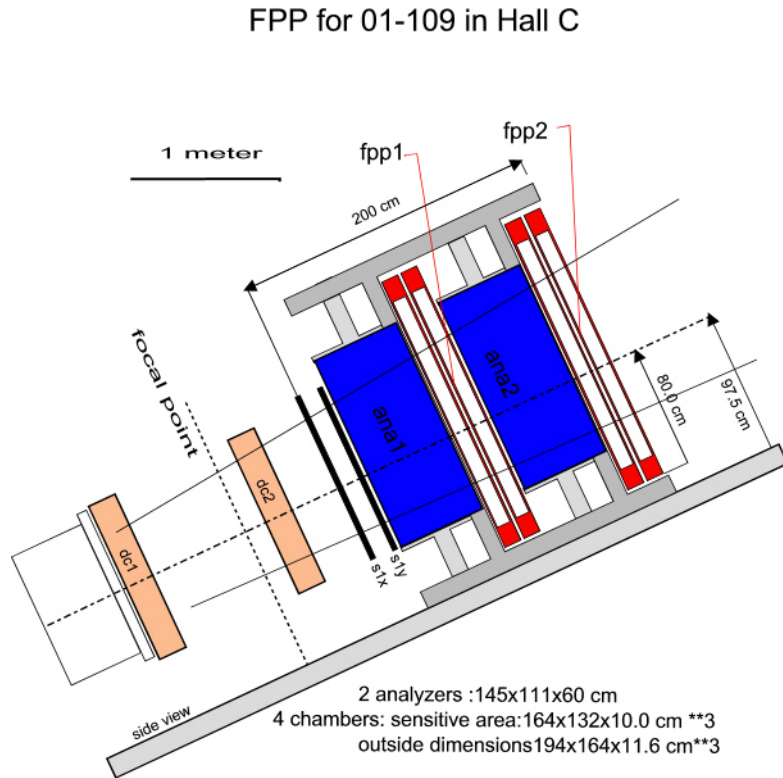 FPP for 01-109 in Hall C
1 meter
fpp1
fpp2
200 cm
focal point
ana1
ana2
80.0 cm
97.5 cm
dc2
dc1
s1x
s1y
side view
2 analyzers :145x111x60 cm
4 chambers: sensitive area:164x132x10.0 cm **3
outside dimensions194x164x11.6 cm**3